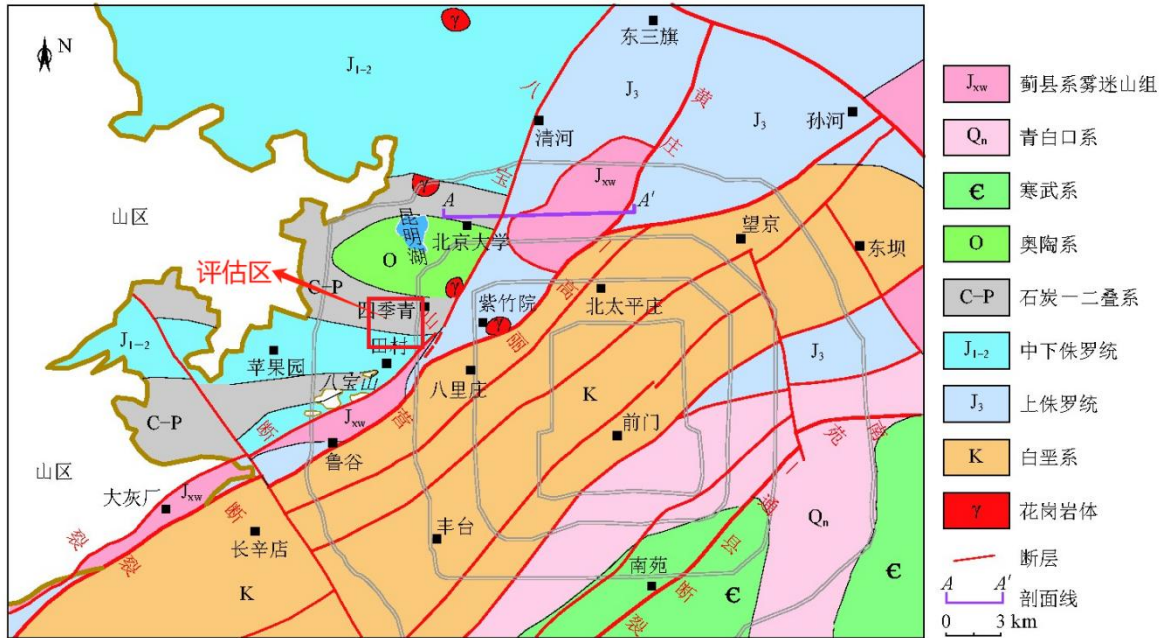 N
γ
东三旗
J₁₋₂
八
J₃
黄
J₃
孙河
清河
庄
宝
山区
γ
A
Jxw
A'
昆明湖
北京大学
望京
东坝
O
评估区
C-P
γ
一
高
四季青
山
紫竹院
γ
丽
北太平庄
J₁₋₂
苹果园
田村
J₃
八宝山
八里庄
K
C-P
断
Jxw
营
前门
鲁谷
苑
南
山区
大灰厂
Jxw
断
一
通
Qn
裂
裂
长辛店
丰台
县
K
南苑
断
Є
裂
Є
Jxw 蓟县系雾迷山组
Qn 青白口系
Є 寒武系
O 奥陶系
C-P 石炭一二叠系
J₁₋₂ 中下侏罗统
J₃ 上侏罗统
K 白垩系
γ 花岗岩体
断层
A A' 剖面线
0 3 km